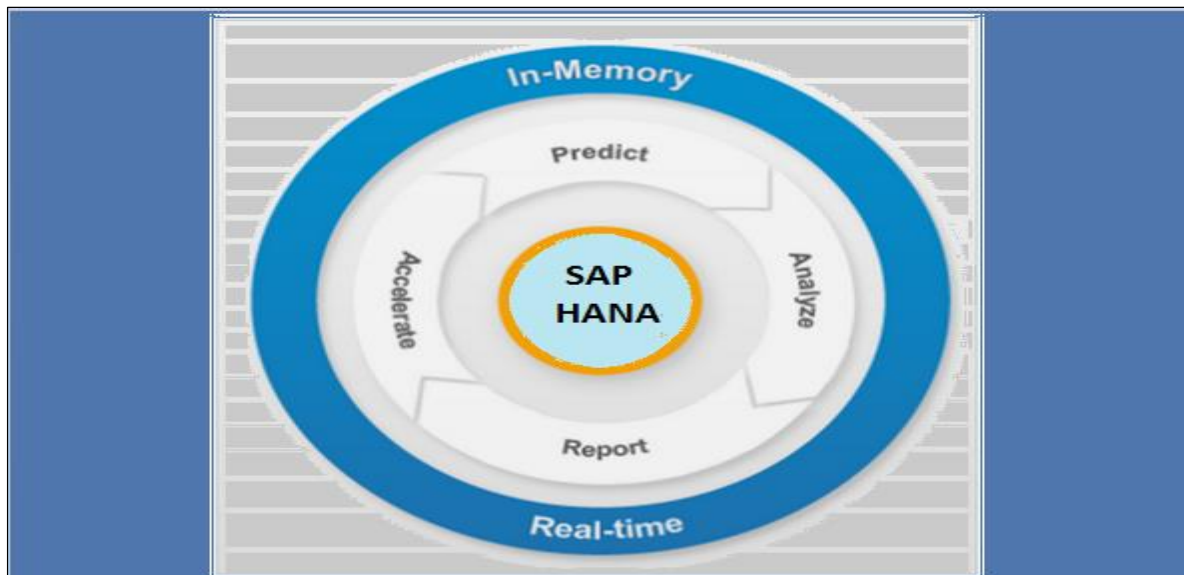 In-Memory
Predict
Accelerate
Analyze
SAP
HANA
Report
Real-time